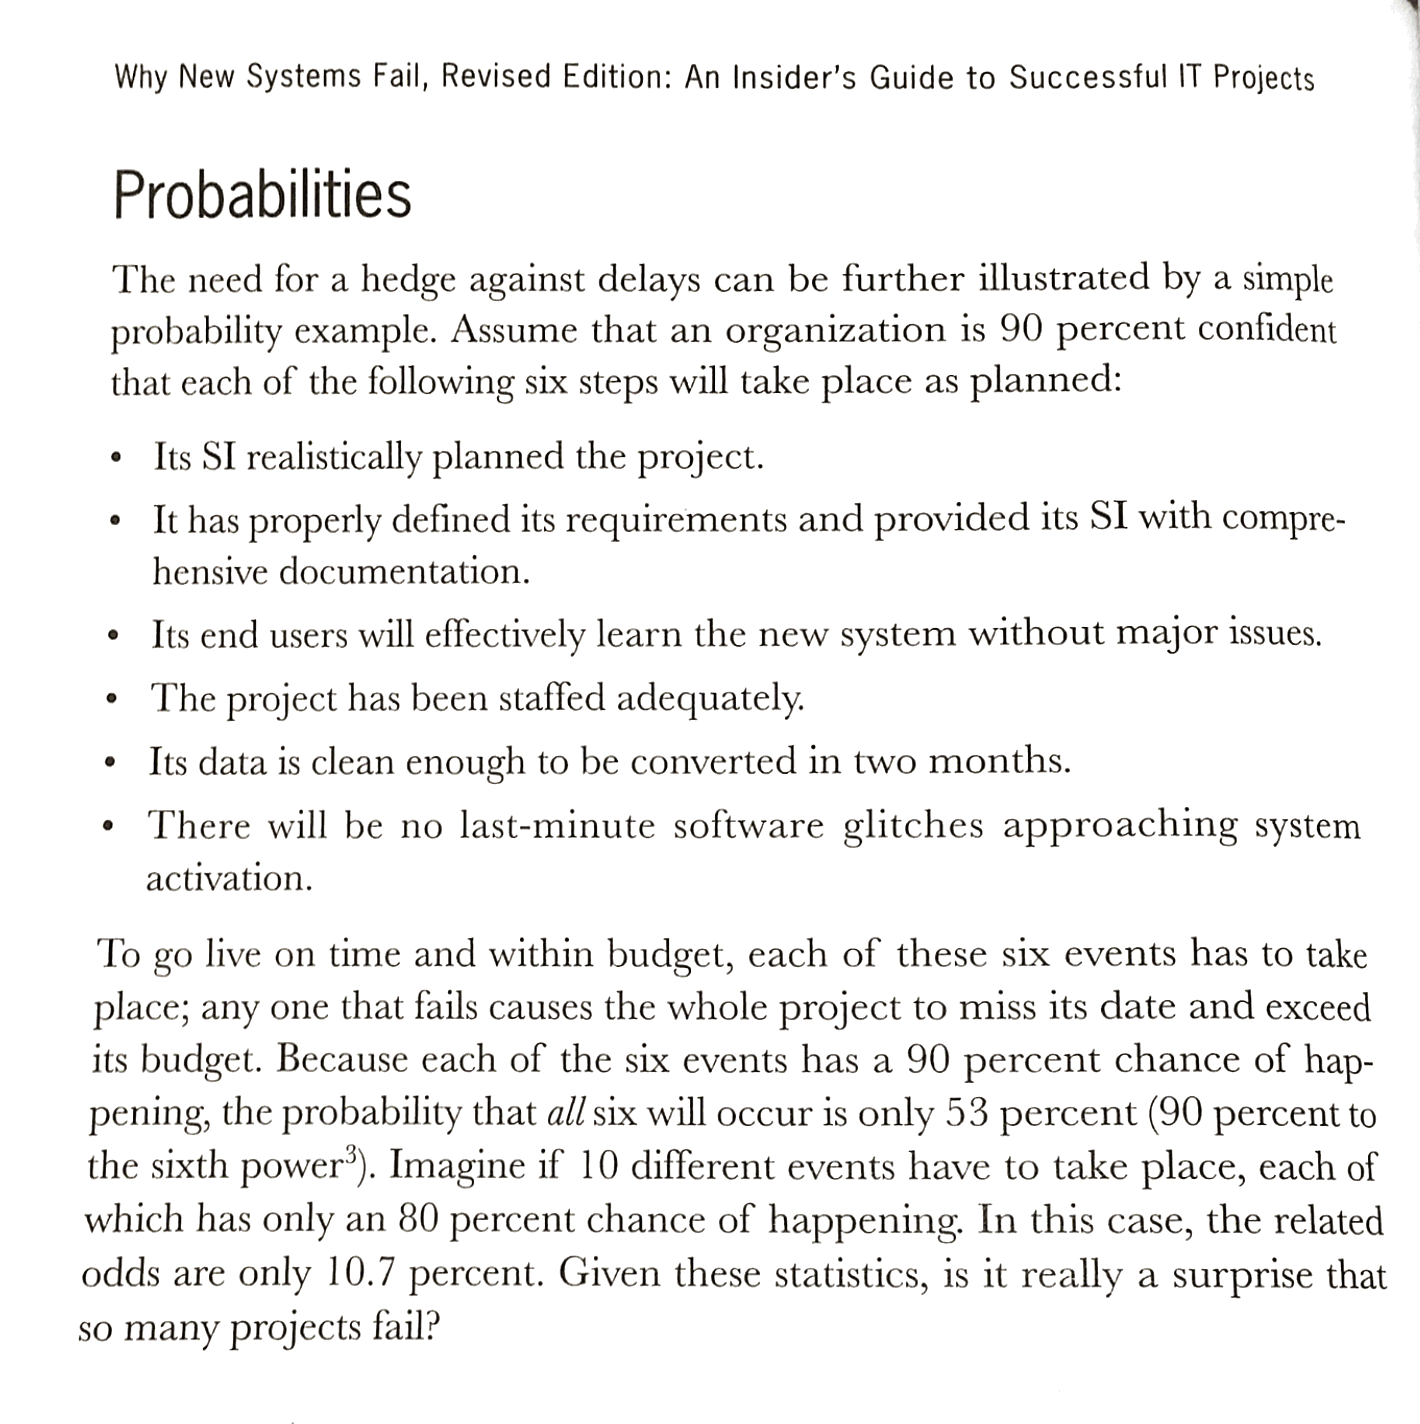 Why New Systems Fail, Revised Edition: An Insider's Guide to Successful IT Projects
Probabilities
The need for a hedge against delays can be further illustrated by a simple
probability example. Assume that an organization is 90 percent confident
that each of the following six steps will take place as planned:
• Its SI realistically planned the project.
• It has properly defined its requirements and provided its SI with compre-
hensive documentation.
• Its end users will effectively learn the new system without major issues.
• The project has been staffed adequately.
• Its data is clean enough to be converted in two months.
• There will be no last-minute software glitches approaching system
activation.
To go live on time and within budget, each of these six events has to take
place; any one that fails causes the whole project to miss its date and exceed
its budget. Because each of the six events has a 90 percent chance of hap-
pening, the probability that all six will occur is only 53 percent (90 percent to
the sixth power³). Imagine if 10 different events have to take place, each of
which has only an 80 percent chance of happening. In this case, the related
odds are only 10.7 percent. Given these statistics, is it really a surprise that
so many projects fail?